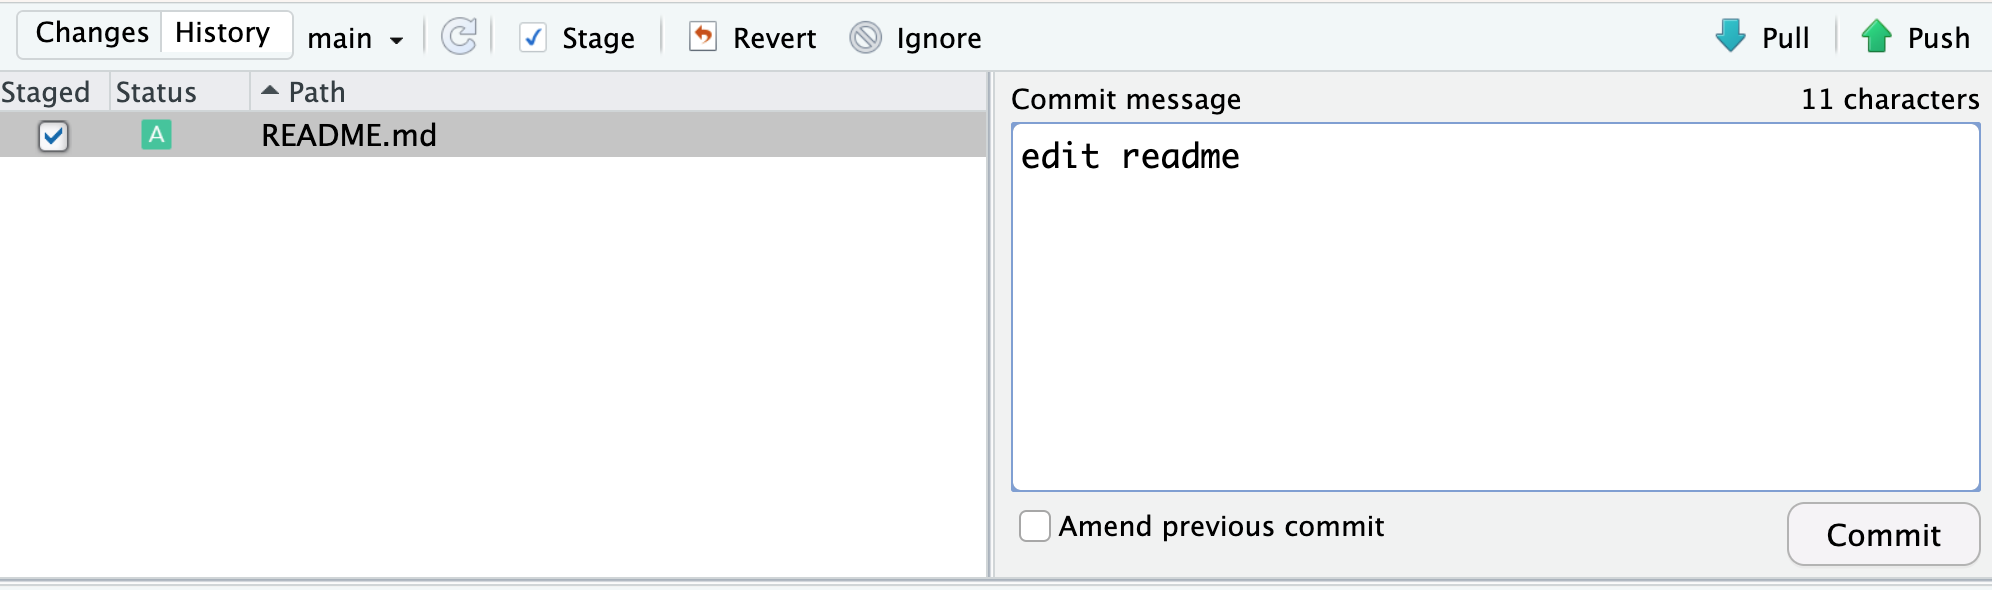 Changes History main Stage Revert Ignore Pull Push
Staged Status Path
A README.md
Commit message 11 characters
edit readme
Amend previous commit
Commit